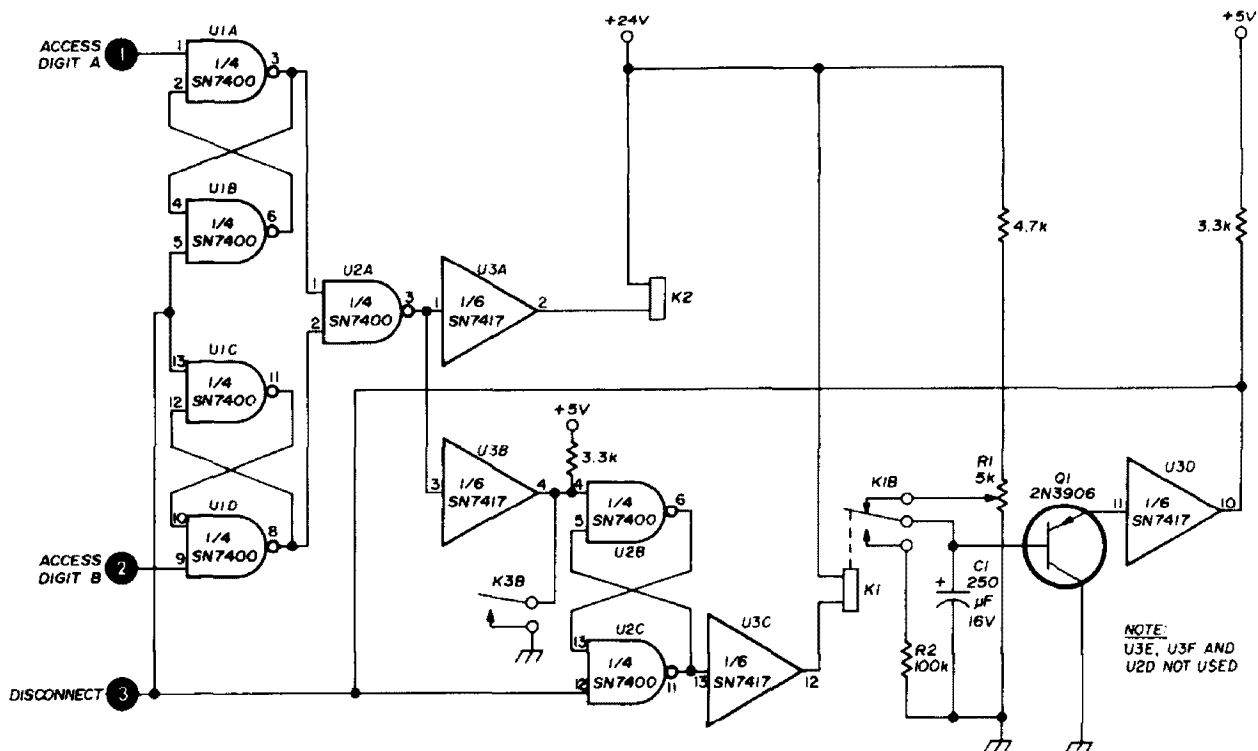 ACCESS
DIGIT A
1
1
2
U1A
1/4
SN7400
3
4
5
U1B
1/4
SN7400
6
13
12
U1C
1/4
SN7400
11
10
9
U1D
1/4
SN7400
8
ACCESS
DIGIT B
2
DISCONNECT
3
1
2
U2A
1/4
SN7400
3
1
U3A
1/6
SN7417
2
K2
+24V
3
U3B
1/6
SN7417
4
+5V
3.3k
4
5
1/4
SN7400
U2B
6
K3B
13
12
U2C
1/4
SN7400
11
13
U3C
1/6
SN7417
12
K1
K1B
4.7k
R1
5k
R2
100k
+
C1
250
µF
16V
Q1
2N3906
11
U3D
1/6
SN7417
10
+5V
3.3k
NOTE:
U3E, U3F AND
U2D NOT USED